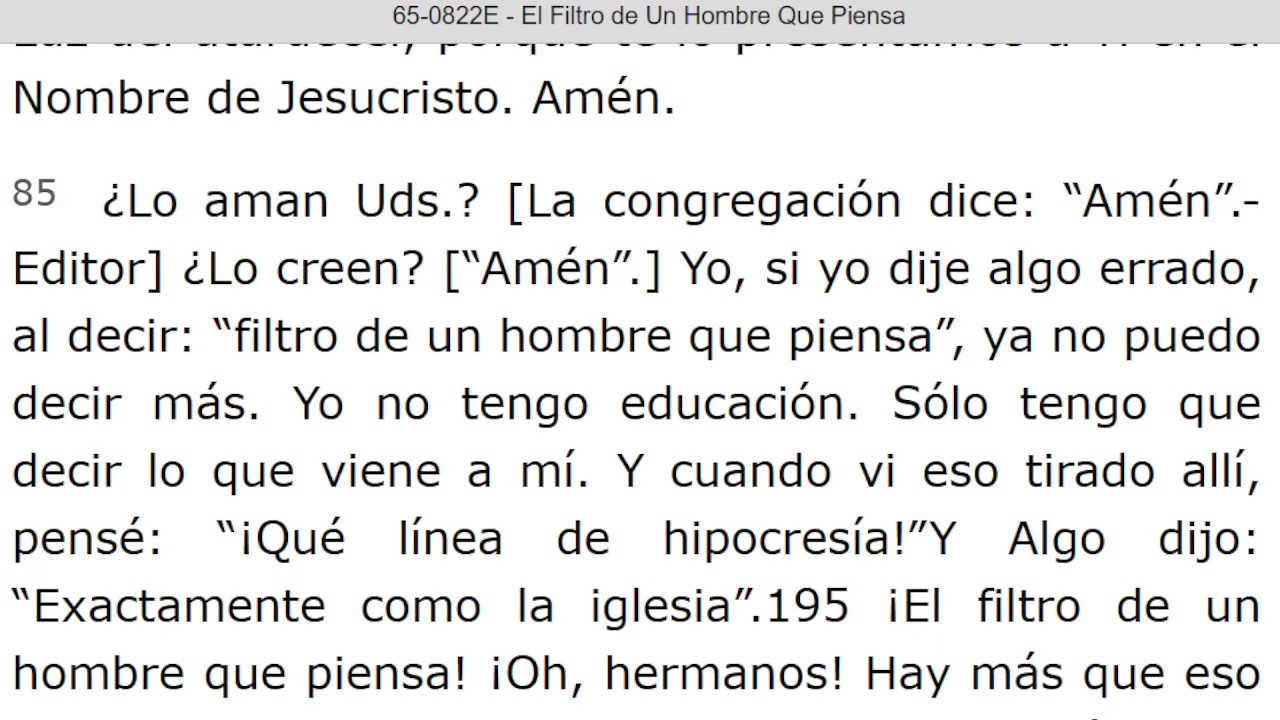 65-0822E - El Filtro de Un Hombre Que Piensa
Nombre de Jesucristo. Amén.
85 ¿Lo aman Uds.? [La congregación dice: “Amén”.-
Editor] ¿Lo creen? [“Amén”.] Yo, si yo dije algo errado,
al decir: “filtro de un hombre que piensa”, ya no puedo
decir más. Yo no tengo educación. Sólo tengo que
decir lo que viene a mí. Y cuando vi eso tirado allí,
pensé: “¡Qué línea de hipocresía!”Y Algo dijo:
“Exactamente como la iglesia”.195 ¡El filtro de un
hombre que piensa! ¡Oh, hermanos! Hay más que eso